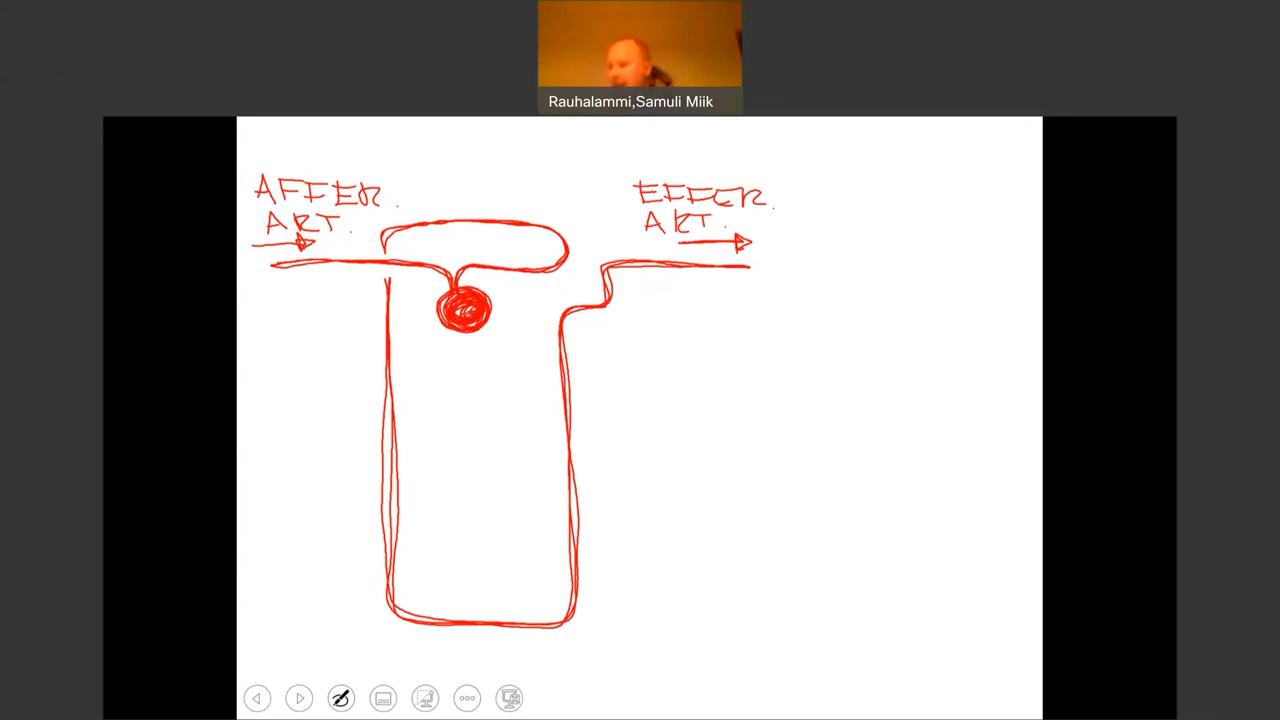 Rauhalammi,Samuli Miik
AFFER.
ART.
EFFER.
ART.